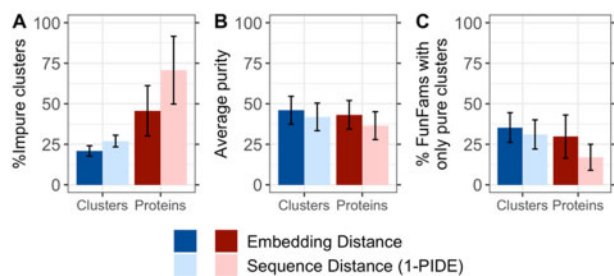 A
%Impure clusters
100
75
50
25
0
Clusters Proteins
B
Average purity
100
75
50
25
0
Clusters Proteins
C
% FunFams with
only pure clusters
100
75
50
25
0
Clusters Proteins
Embedding Distance
Sequence Distance (1-PIDE)